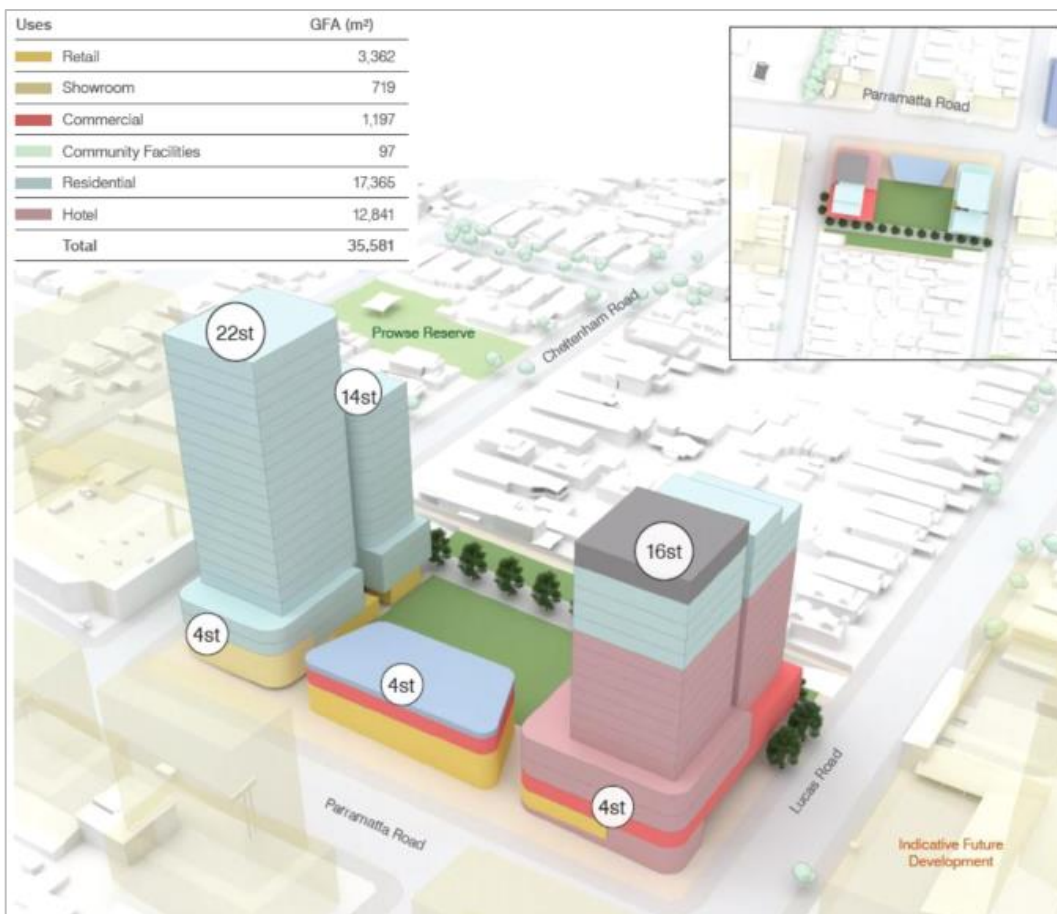 Uses GFA (m²)
Retail 3,362
Showroom 719
Commercial 1,197
Community Facilities 97
Residential 17,365
Hotel 12,841
Total 35,581
Parramatta Road
22st
Prowse Reserve
Cheltenham Road
14st
16st
4st
4st
4st
Parramatta Road
Lucas Road
Indicative Future
Development